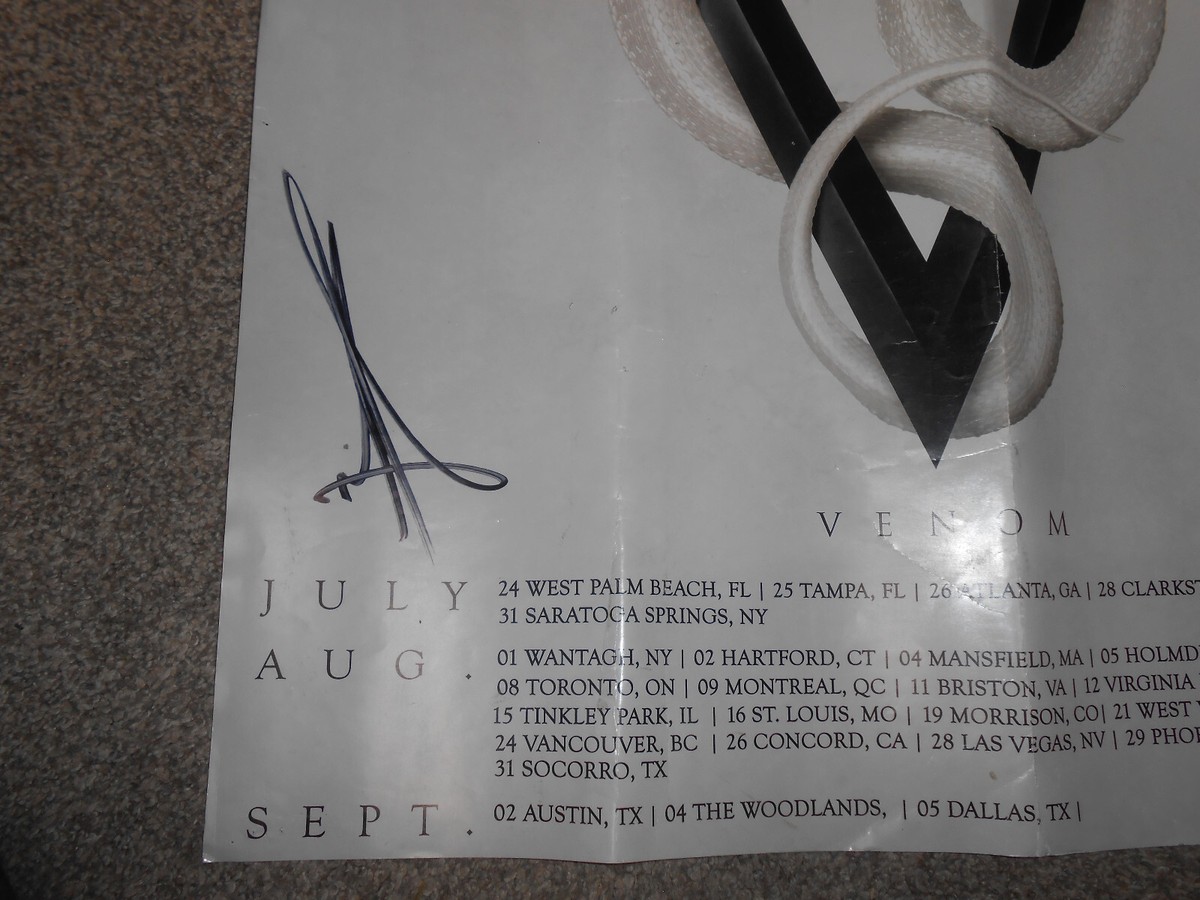 VENOM
JULY 24 WEST PALM BEACH, FL | 25 TAMPA, FL | 26 ATLANTA, GA | 28 CLARKST
31 SARATOGA SPRINGS, NY
AUG. 01 WANTAGH, NY | 02 HARTFORD, CT | 04 MANSFIELD, MA | 05 HOLMD
08 TORONTO, ON | 09 MONTREAL, QC | 11 BRISTON, VA | 12 VIRGINIA
15 TINKLEY PARK, IL | 16 ST. LOUIS, MO | 19 MORRISON, CO| 21 WEST V
24 VANCOUVER, BC | 26 CONCORD, CA | 28 LAS VEGAS, NV | 29 PHOE
31 SOCORRO, TX
SEPT. 02 AUSTIN, TX | 04 THE WOODLANDS, | 05 DALLAS, TX |